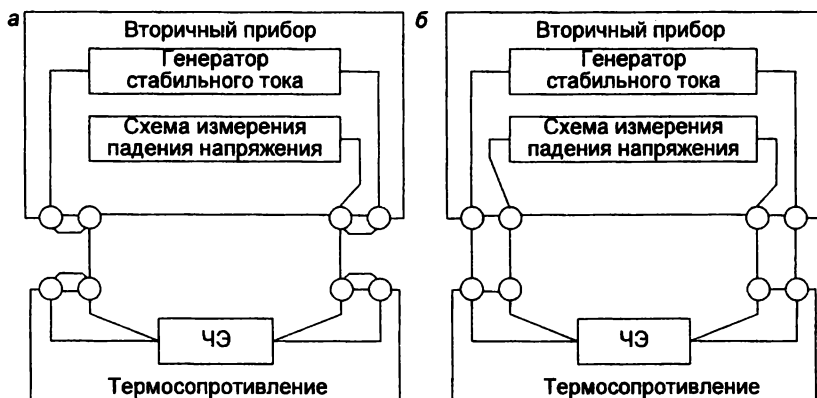 а
Вторичный прибор
Генератор
стабильного тока
Схема измерения
падения напряжения
ЧЭ
Термосопротивление
б
Вторичный прибор
Генератор
стабильного тока
Схема измерения
падения напряжения
ЧЭ
Термосопротивление